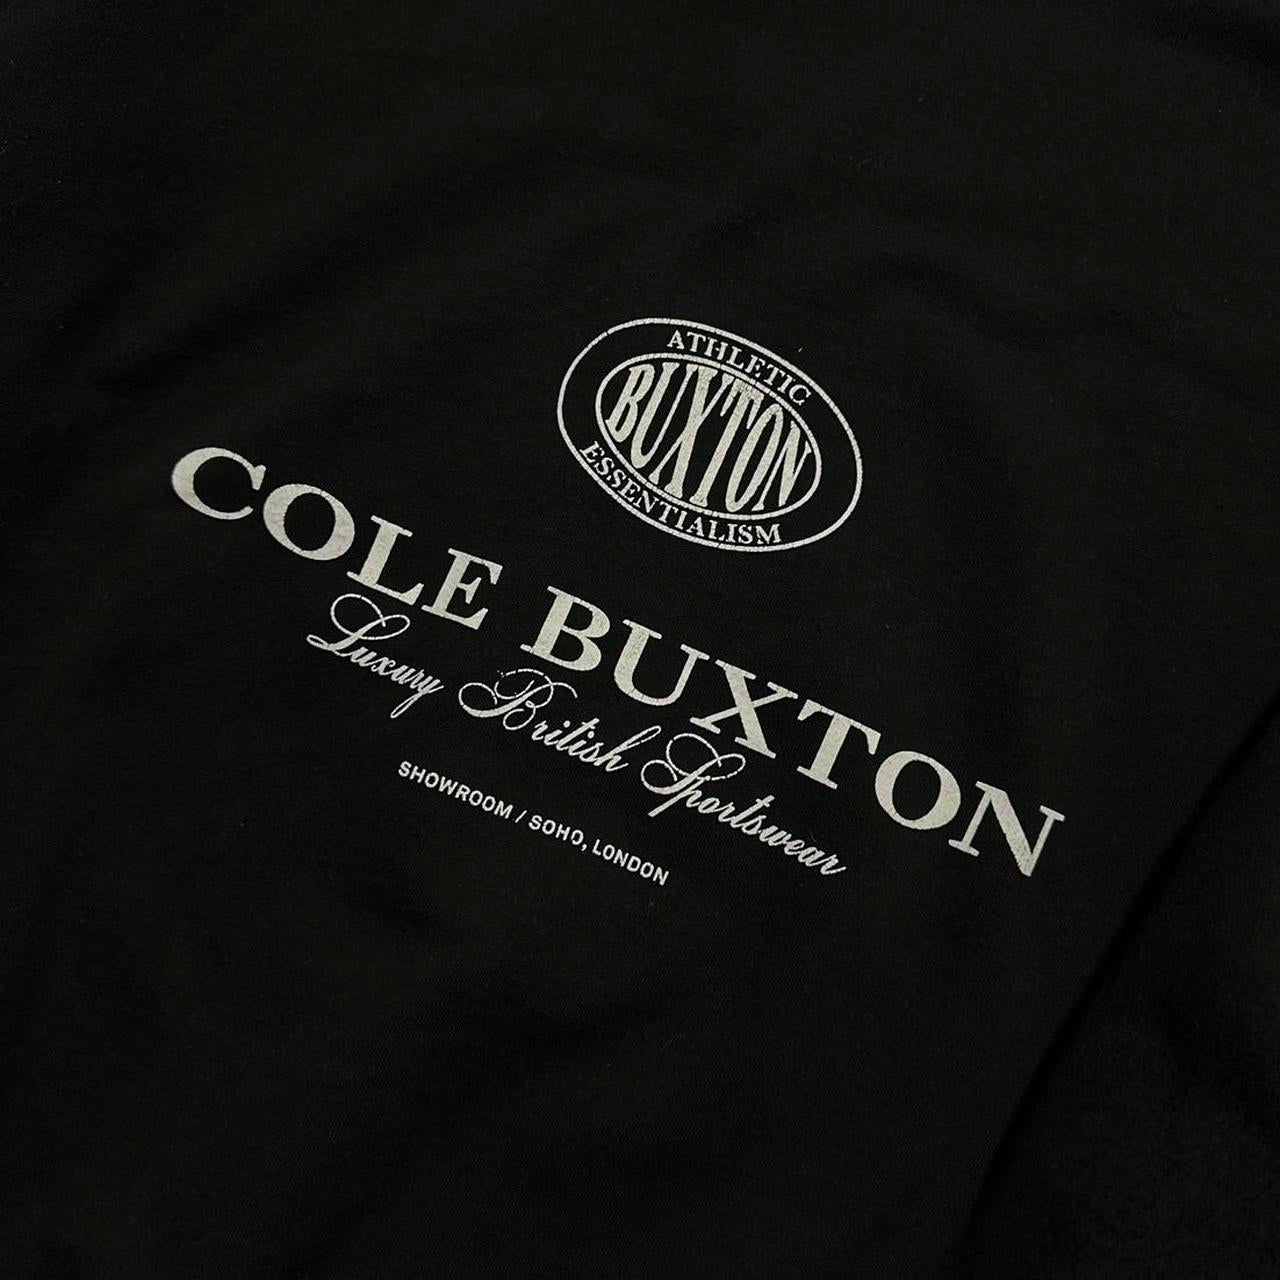 ATHLETIC
BUXTON
ESSENTIALISM
COLE BUXTON
Luxury British Sportswear
SHOWROOM / SOHO, LONDON